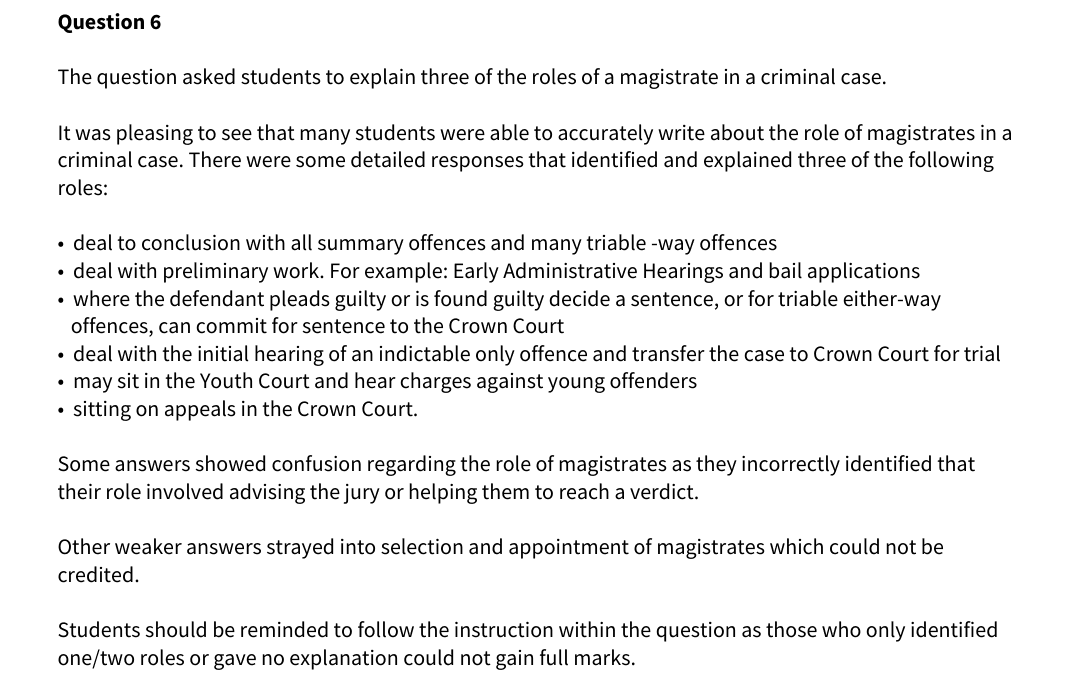 Question 6
The question asked students to explain three of the roles of a magistrate in a criminal case.
It was pleasing to see that many students were able to accurately write about the role of magistrates in a
criminal case. There were some detailed responses that identified and explained three of the following
roles:
• deal to conclusion with all summary offences and many triable -way offences
• deal with preliminary work. For example: Early Administrative Hearings and bail applications
• where the defendant pleads guilty or is found guilty decide a sentence, or for triable either-way
offences, can commit for sentence to the Crown Court
• deal with the initial hearing of an indictable only offence and transfer the case to Crown Court for trial
• may sit in the Youth Court and hear charges against young offenders
• sitting on appeals in the Crown Court.
Some answers showed confusion regarding the role of magistrates as they incorrectly identified that
their role involved advising the jury or helping them to reach a verdict.
Other weaker answers strayed into selection and appointment of magistrates which could not be
credited.
Students should be reminded to follow the instruction within the question as those who only identified
one/two roles or gave no explanation could not gain full marks.